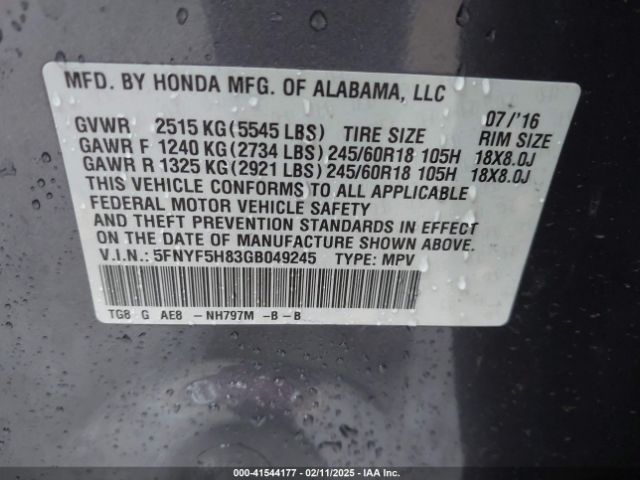 MFD. BY HONDA MFG. OF ALABAMA, LLC
07/'16
GVWR 2515 KG (5545 LBS) TIRE SIZE RIM SIZE
GAWR F 1240 KG (2734 LBS) 245/60R18 105H 18X8.0J
GAWR R 1325 KG (2921 LBS) 245/60R18 105H 18X8.0J
THIS VEHICLE CONFORMS TO ALL APPLICABLE
FEDERAL MOTOR VEHICLE SAFETY
AND THEFT PREVENTION STANDARDS IN EFFECT
ON THE DATE OF MANUFACTURE SHOWN ABOVE.
V.I.N.: 5FNYF5H83GB049245 TYPE: MPV
TG8 G AE8 - NH797M - B - B
(C)-41544177 - 02/11/2025 - IAA Inc.